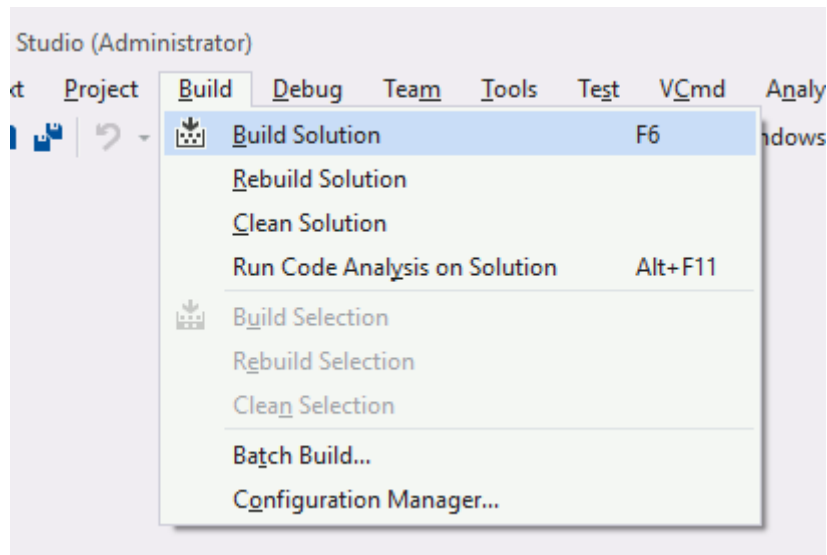 Studio (Administrator)
Project Build Debug Team Tools Test VCmd Analy
Build Solution F6 ndows
Rebuild Solution
Clean Solution
Run Code Analysis on Solution Alt+F11
Build Selection
Rebuild Selection
Clean Selection
Batch Build...
Configuration Manager...